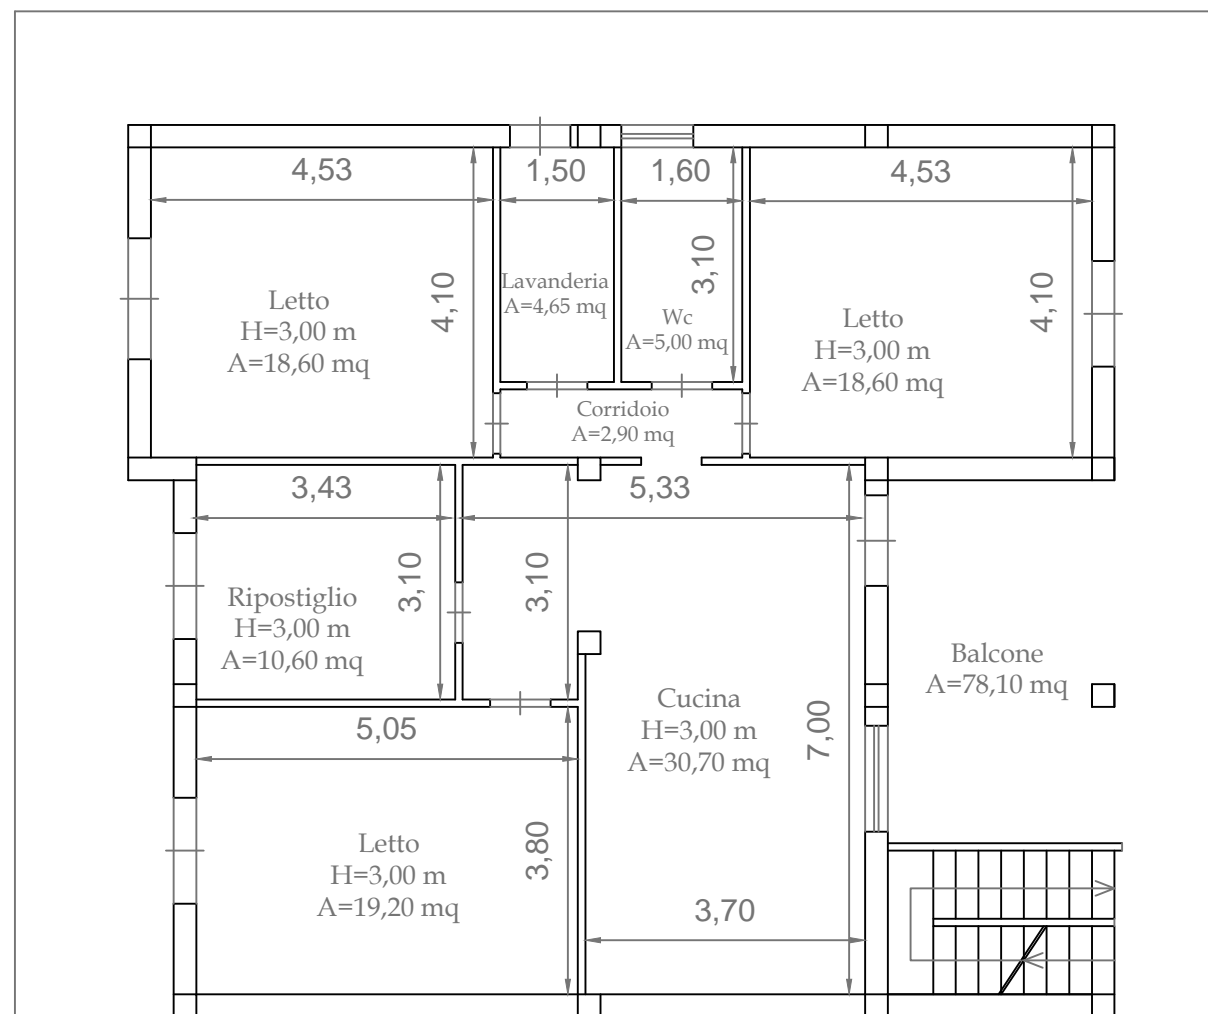 4,53
1,50
1,60
4,53
4,10
3,10
4,10
Letto
H=3,00 m
A=18,60 mq
Lavanderia
A=4,65 mq
Wc
A=5,00 mq
Letto
H=3,00 m
A=18,60 mq
Corridoio
A=2,90 mq
3,43
5,33
3,10
3,10
Ripostiglio
H=3,00 m
A=10,60 mq
Balcone
A=78,10 mq
Cucina
H=3,00 m
A=30,70 mq
7,00
5,05
3,80
Letto
H=3,00 m
A=19,20 mq
3,70